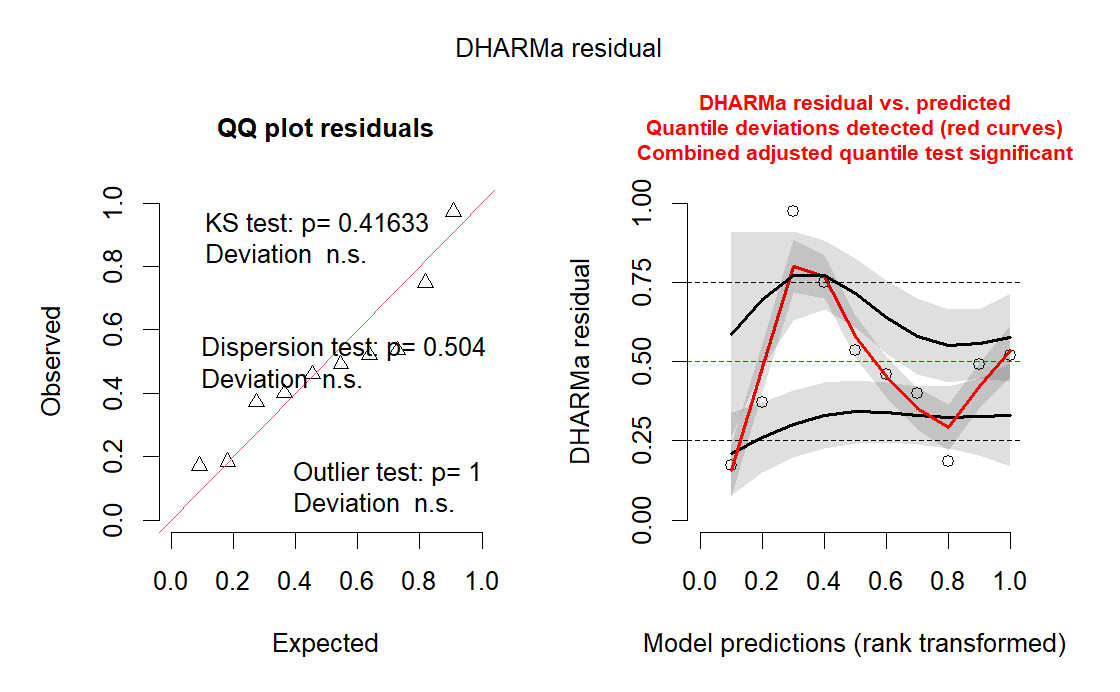 DHARMa residual
QQ plot residuals
KS test: p= 0.41633
Deviation  n.s.
Dispersion test: p= 0.504
Deviation  n.s.
Outlier test: p= 1
Deviation  n.s.
Observed
0.0 0.2 0.4 0.6 0.8 1.0
0.0 0.2 0.4 0.6 0.8 1.0
Expected
DHARMa residual vs. predicted
Quantile deviations detected (red curves)
Combined adjusted quantile test significant
DHARMa residual
0.00 0.25 0.50 0.75 1.00
0.0 0.2 0.4 0.6 0.8 1.0
Model predictions (rank transformed)